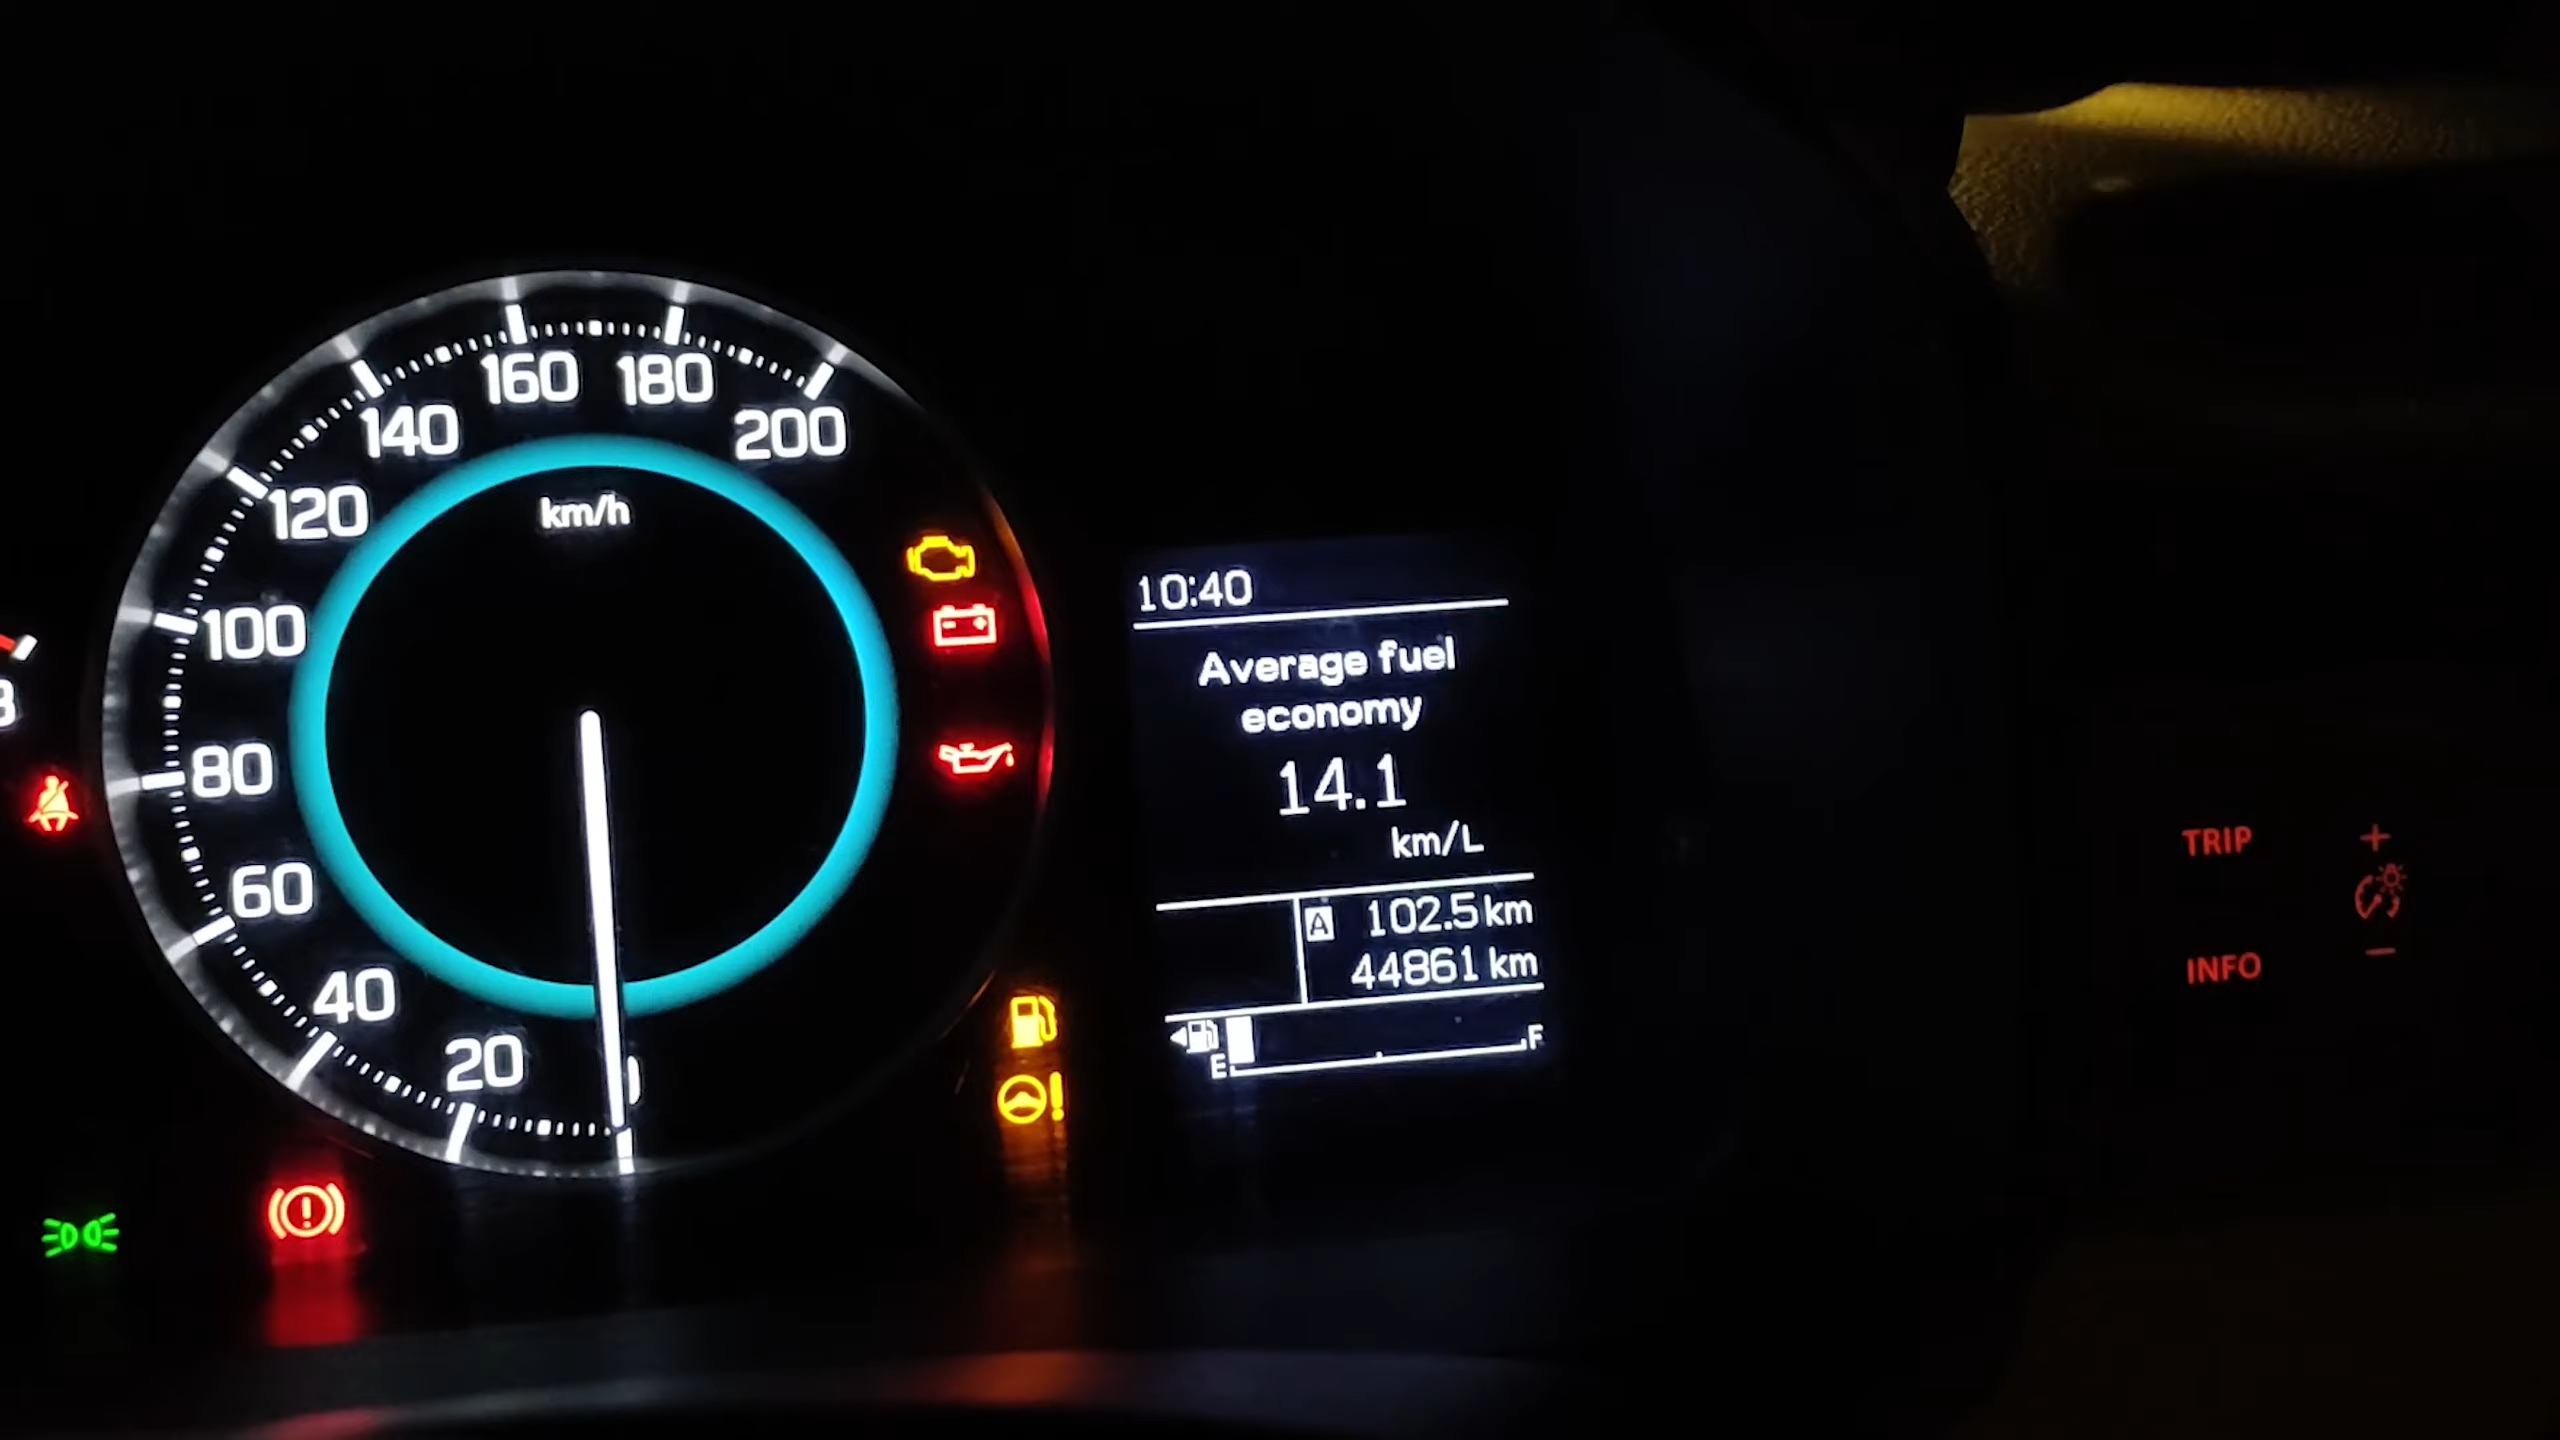 160 180
140 200
km/h
120
100
80
60
40
20
10:40
Average fuel
economy
14.1
km/L
A 102.5 km
44861 km
E F
TRIP +
INFO −